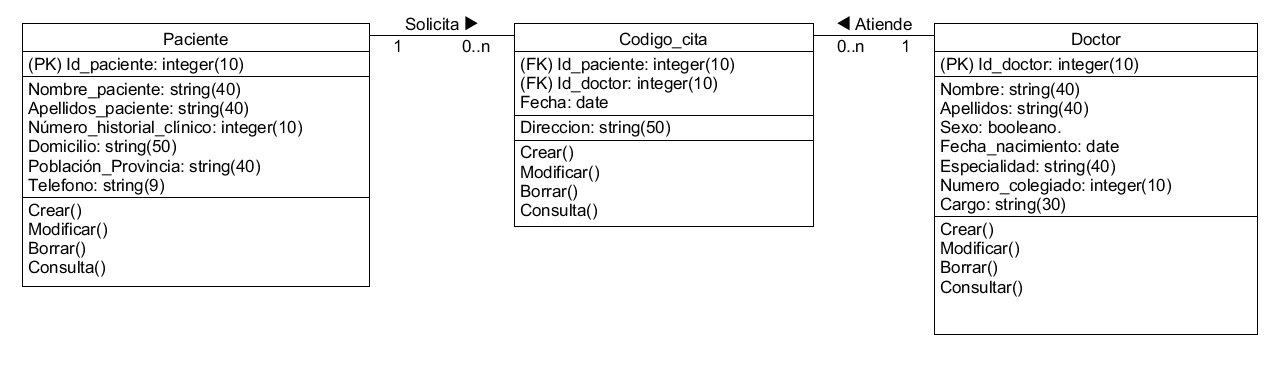 Solicita ▶
1
0..n
◀ Atiende
0..n
1
Paciente
(PK) Id_paciente: integer(10)
Nombre_paciente: string(40)
Apellidos_paciente: string(40)
Número_historial_clínico: integer(10)
Domicilio: string(50)
Población_Provincia: string(40)
Telefono: string(9)
Crear()
Modificar()
Borrar()
Consulta()
Codigo_cita
(FK) Id_paciente: integer(10)
(FK) Id_doctor: integer(10)
Fecha: date
Direccion: string(50)
Crear()
Modificar()
Borrar()
Consulta()
Doctor
(PK) Id_doctor: integer(10)
Nombre: string(40)
Apellidos: string(40)
Sexo: booleano.
Fecha_nacimiento: date
Especialidad: string(40)
Numero_colegiado: integer(10)
Cargo: string(30)
Crear()
Modificar()
Borrar()
Consultar()